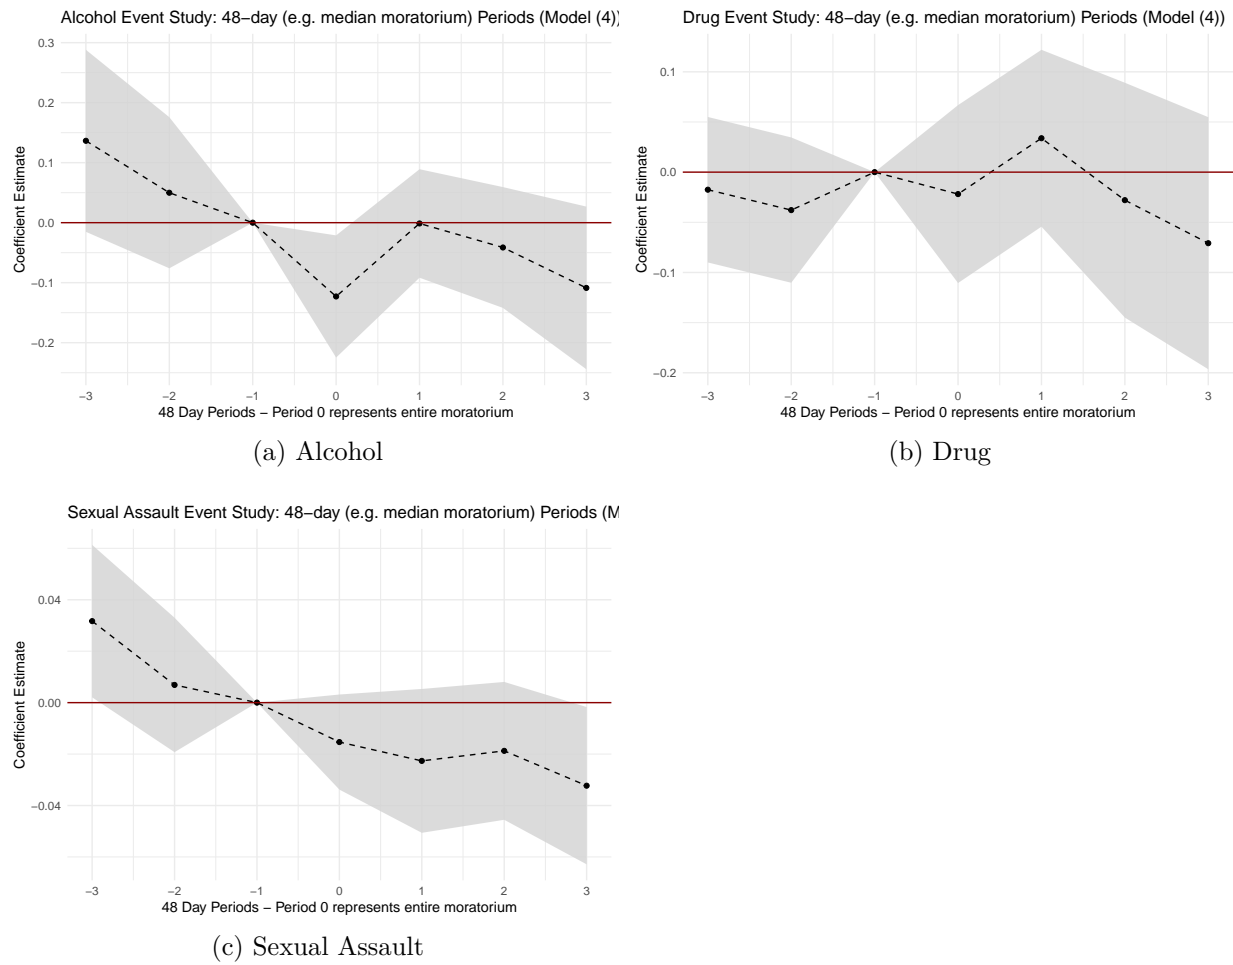 Alcohol Event Study: 48−day (e.g. median moratorium) Periods (Model (4))
0.3
0.2
0.1
0.0
−0.1
−0.2
Coefficient Estimate
−3 −2 −1 0 1 2 3
48 Day Periods − Period 0 represents entire moratorium
(a) Alcohol
Drug Event Study: 48−day (e.g. median moratorium) Periods (Model (4))
0.1
0.0
−0.1
−0.2
Coefficient Estimate
−3 −2 −1 0 1 2 3
48 Day Periods − Period 0 represents entire moratorium
(b) Drug
Sexual Assault Event Study: 48−day (e.g. median moratorium) Periods (M
0.04
0.00
−0.04
Coefficient Estimate
−3 −2 −1 0 1 2 3
48 Day Periods − Period 0 represents entire moratorium
(c) Sexual Assault